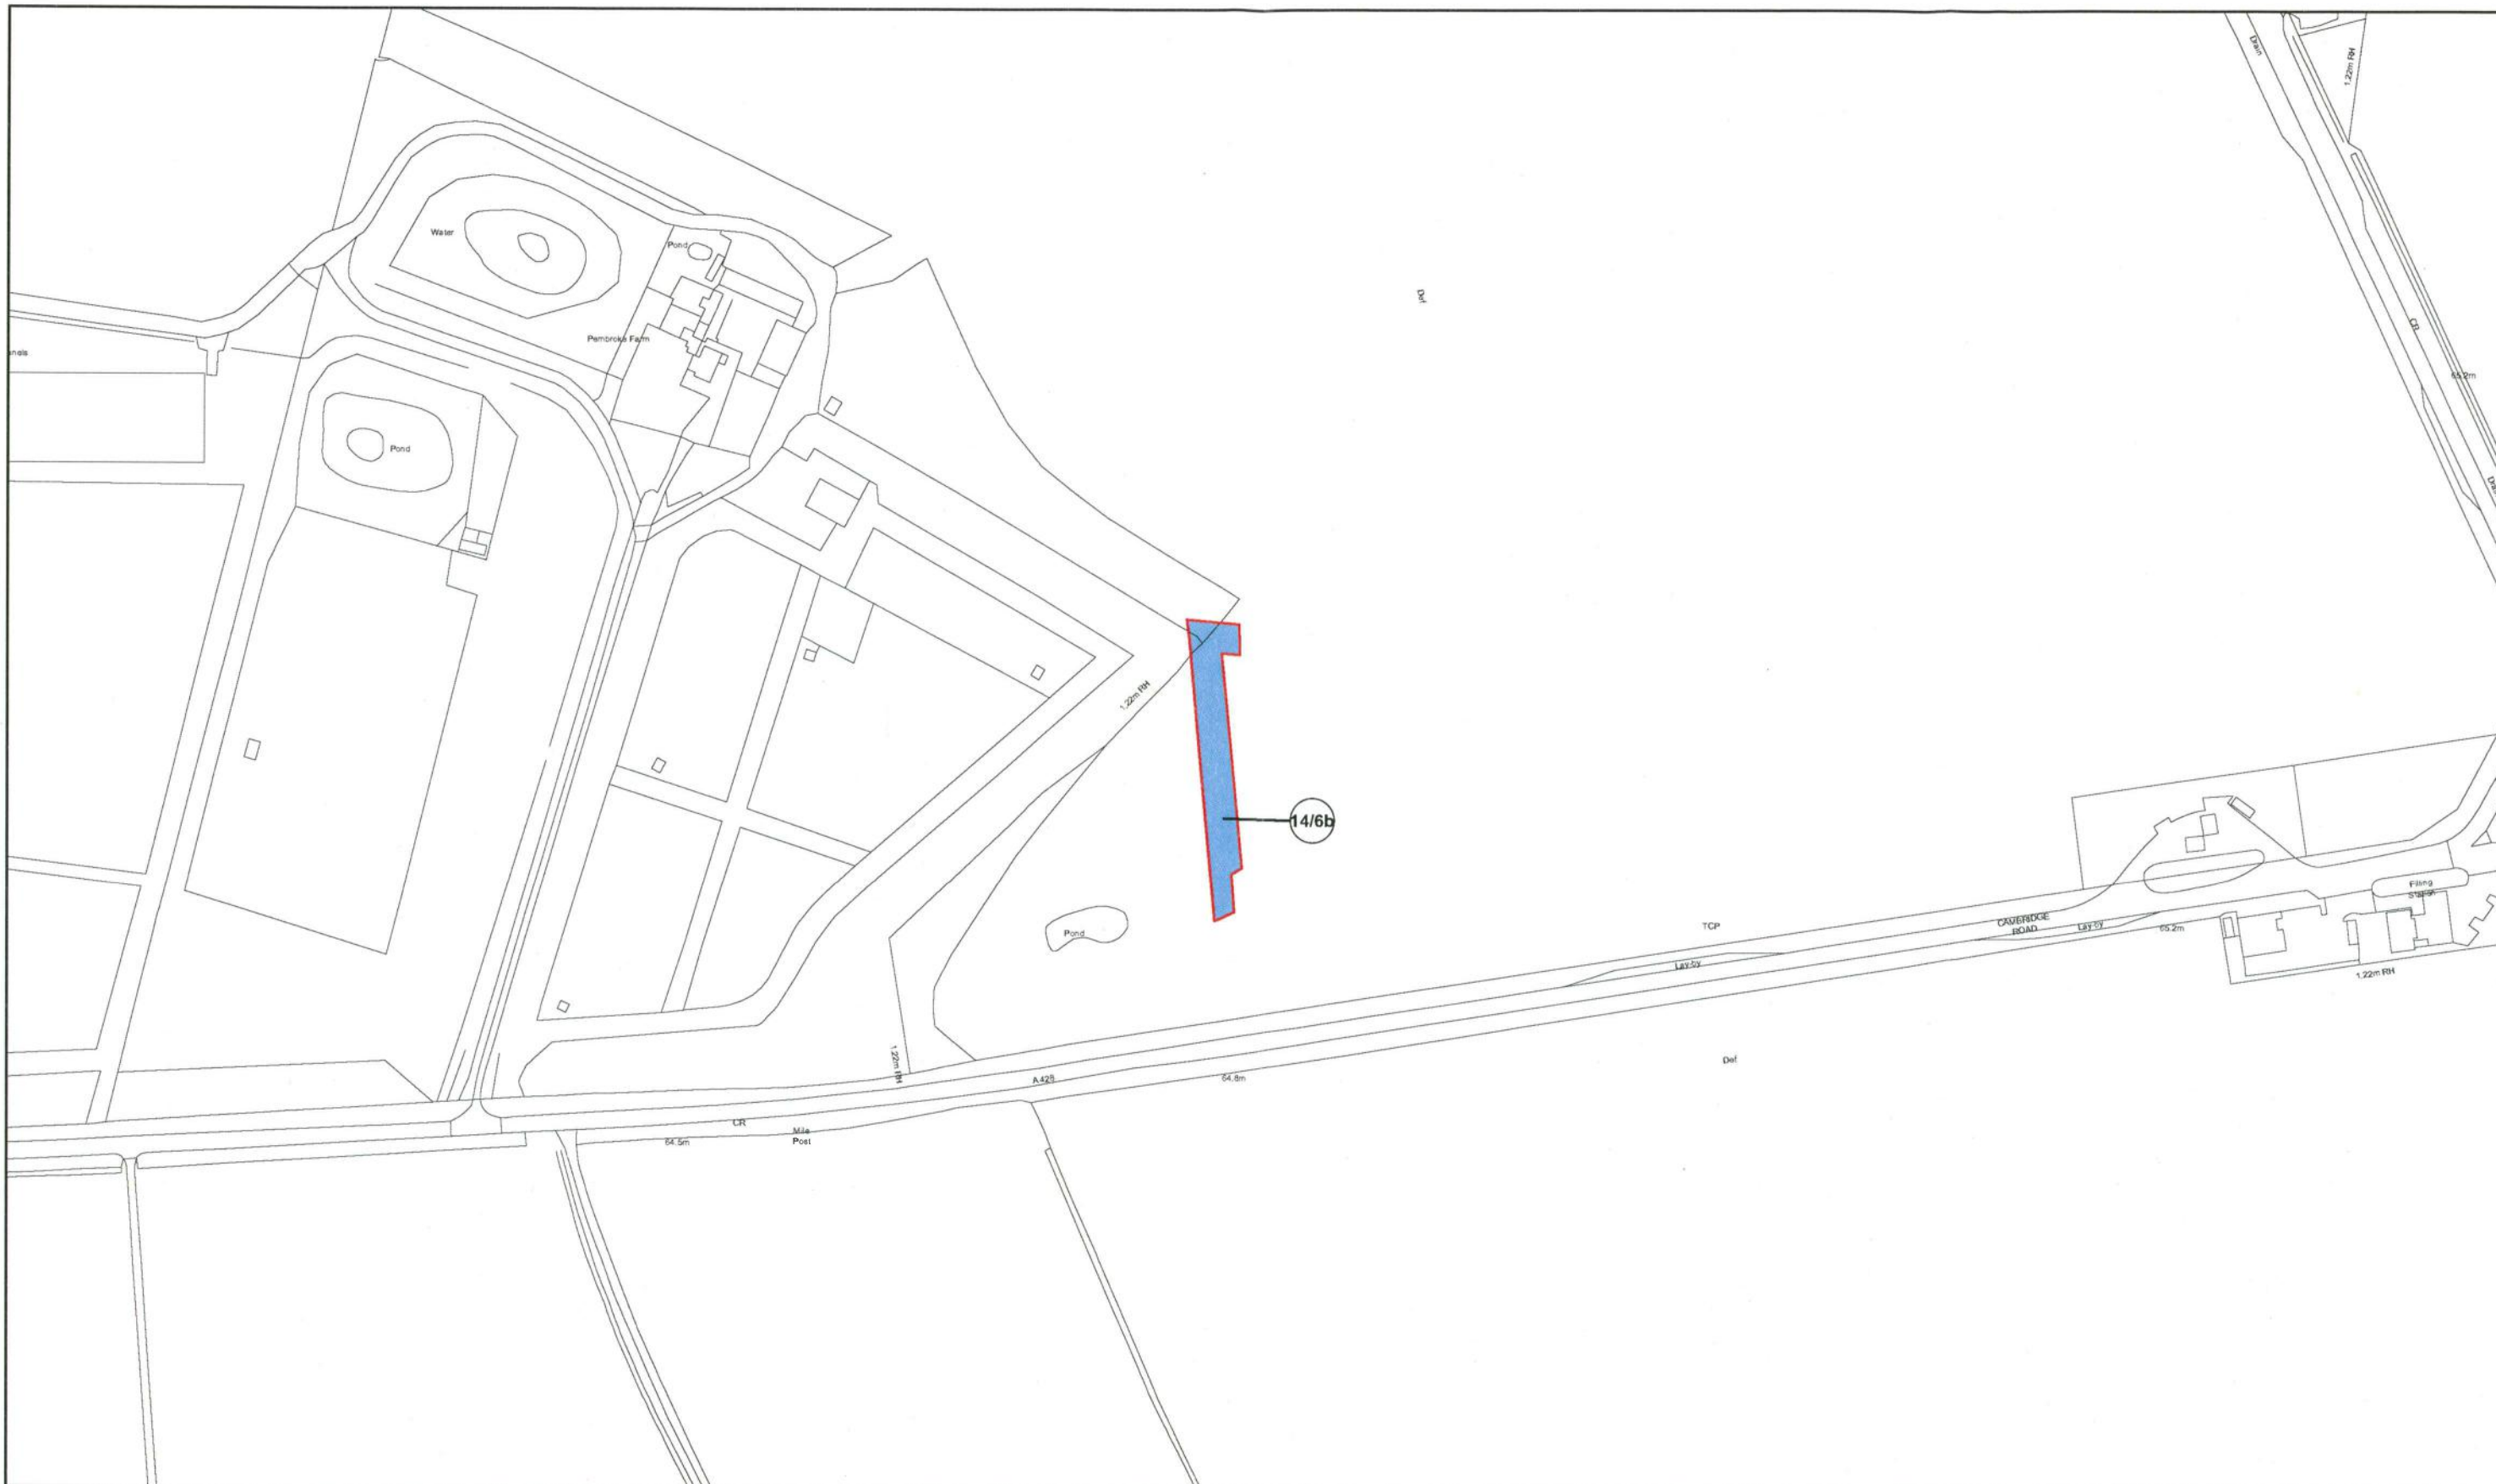 Drain
1.22m RH
Water
Pond
Def
CR
Pembroke Farm
65.2m
Pond
1.22m RH
14/6b
Filling
Station
TCP
CAMBRIDGE
ROAD
Lay-by
65.2m
Pond
Lay-by
1.22m RH
1.22m RH
Def
A428
64.8m
CR
Mile
Post
64.5m